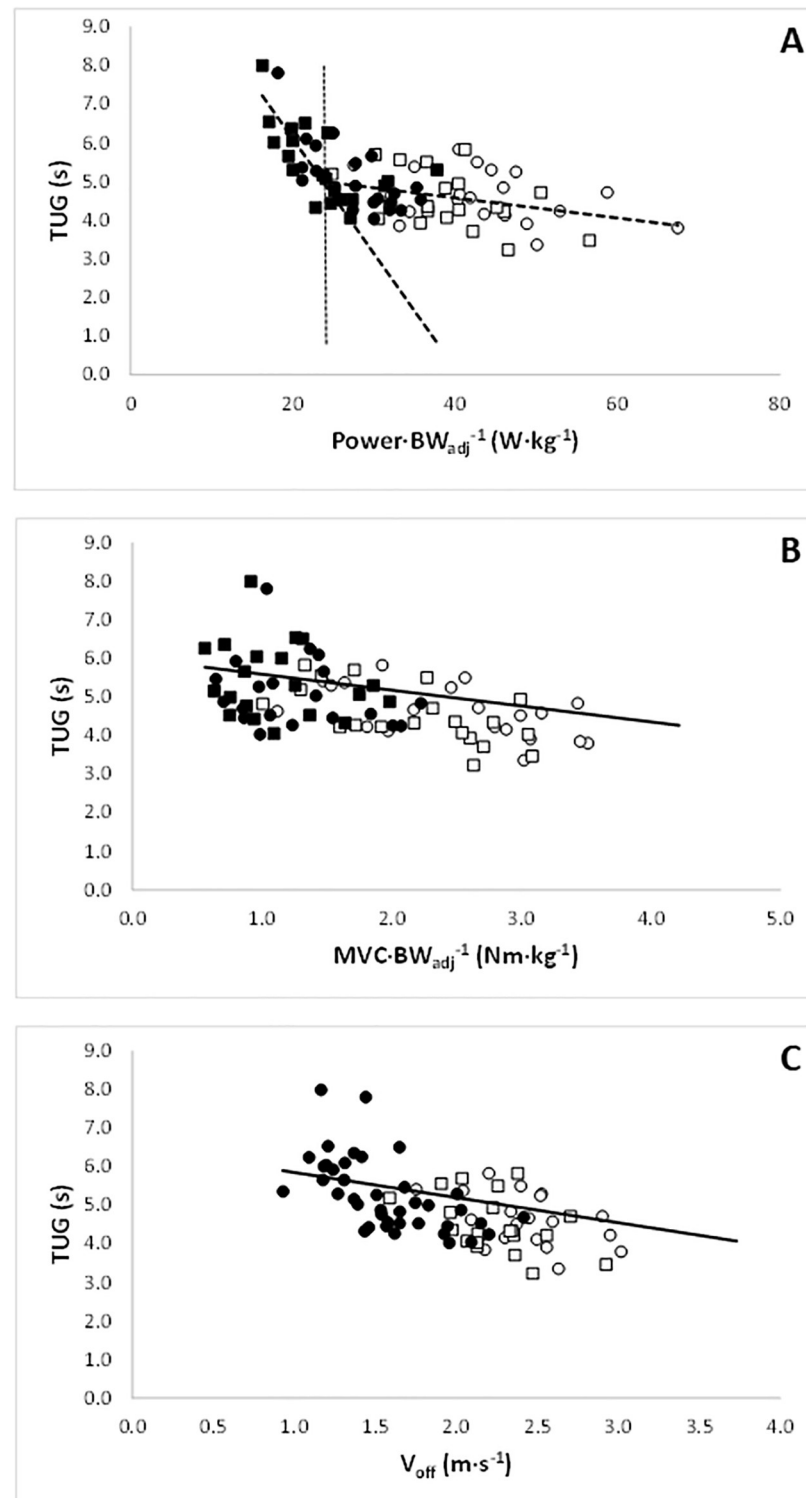 A
9.0
8.0
7.0
6.0
5.0
4.0
3.0
2.0
1.0
0.0
TUG (s)
0 20 40 60 80
Power·BWadj⁻¹ (W·kg⁻¹)
B
9.0
8.0
7.0
6.0
5.0
4.0
3.0
2.0
1.0
0.0
TUG (s)
0.0 1.0 2.0 3.0 4.0 5.0
MVC·BWadj⁻¹ (Nm·kg⁻¹)
C
9.0
8.0
7.0
6.0
5.0
4.0
3.0
2.0
1.0
0.0
TUG (s)
0.0 0.5 1.0 1.5 2.0 2.5 3.0 4.0
Voff (m·s⁻¹)